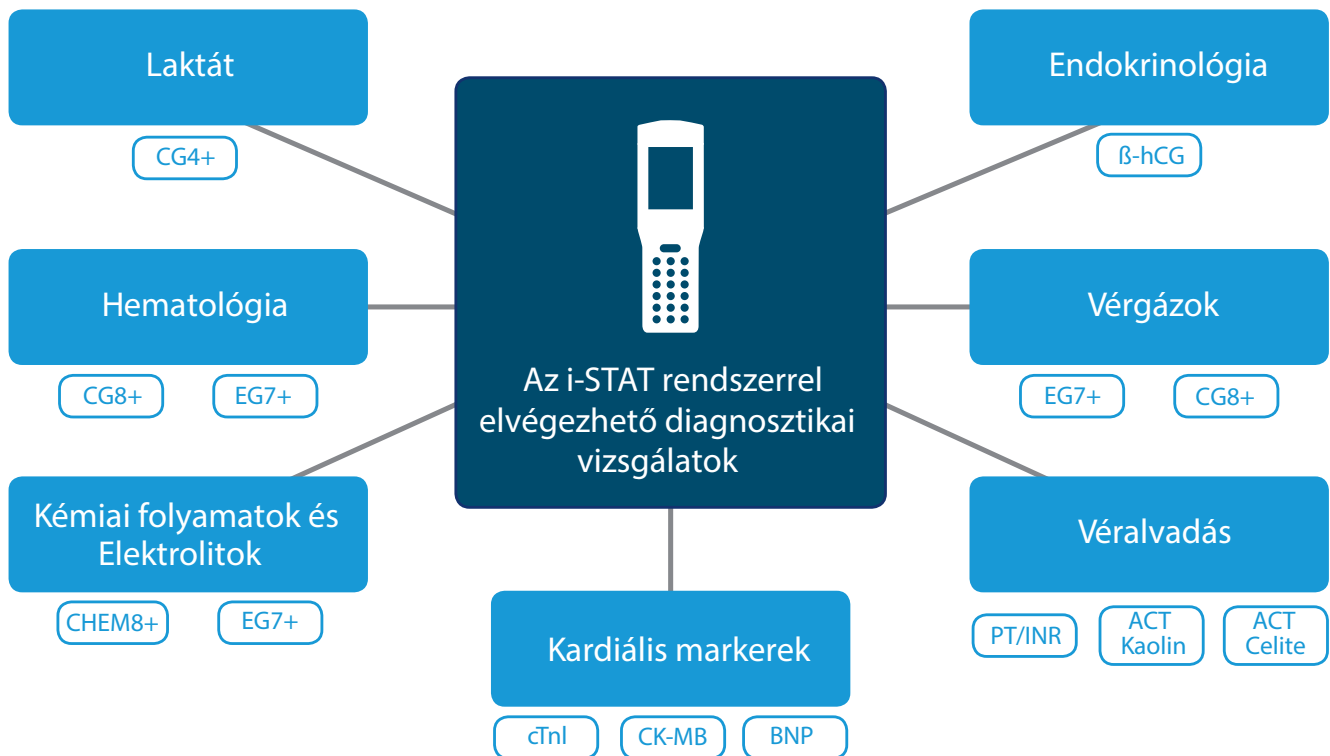 Laktát
CG4+
Hematológia
CG8+ EG7+
Kémiai folyamatok és
Elektrolitok
CHEM8+ EG7+
Az i-STAT rendszerrel
elvégezhető diagnosztikai
vizsgálatok
Kardiális markerek
cTnl CK-MB BNP
Endokrinológia
ß-hCG
Vérgázok
EG7+ CG8+
Véralvadás
PT/INR
ACT
Kaolin
ACT
Celite